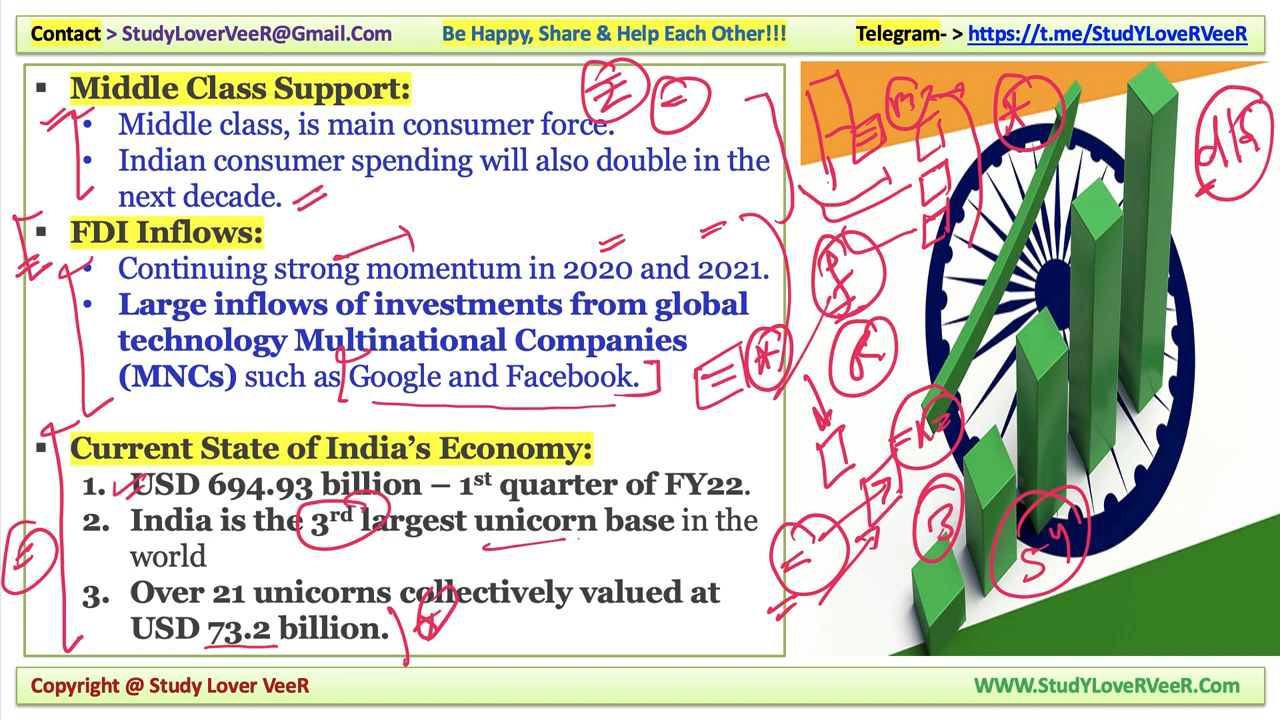 Contact > StudyLoverVeeR@Gmail.Com Be Happy, Share & Help Each Other!!! Telegram- > https://t.me/StudYLoveRVeeR
▪ Middle Class Support:
• Middle class, is main consumer force.
• Indian consumer spending will also double in the
next decade.
▪ FDI Inflows:
• Continuing strong momentum in 2020 and 2021.
• Large inflows of investments from global
technology Multinational Companies
(MNCs) such as Google and Facebook.
▪ Current State of India's Economy:
1. USD 694.93 billion – 1st quarter of FY22.
2. India is the 3rd largest unicorn base in the
world
3. Over 21 unicorns collectively valued at
USD 73.2 billion.
3
5y
Copyright @ Study Lover VeeR WWW.StudYLoveRVeeR.Com